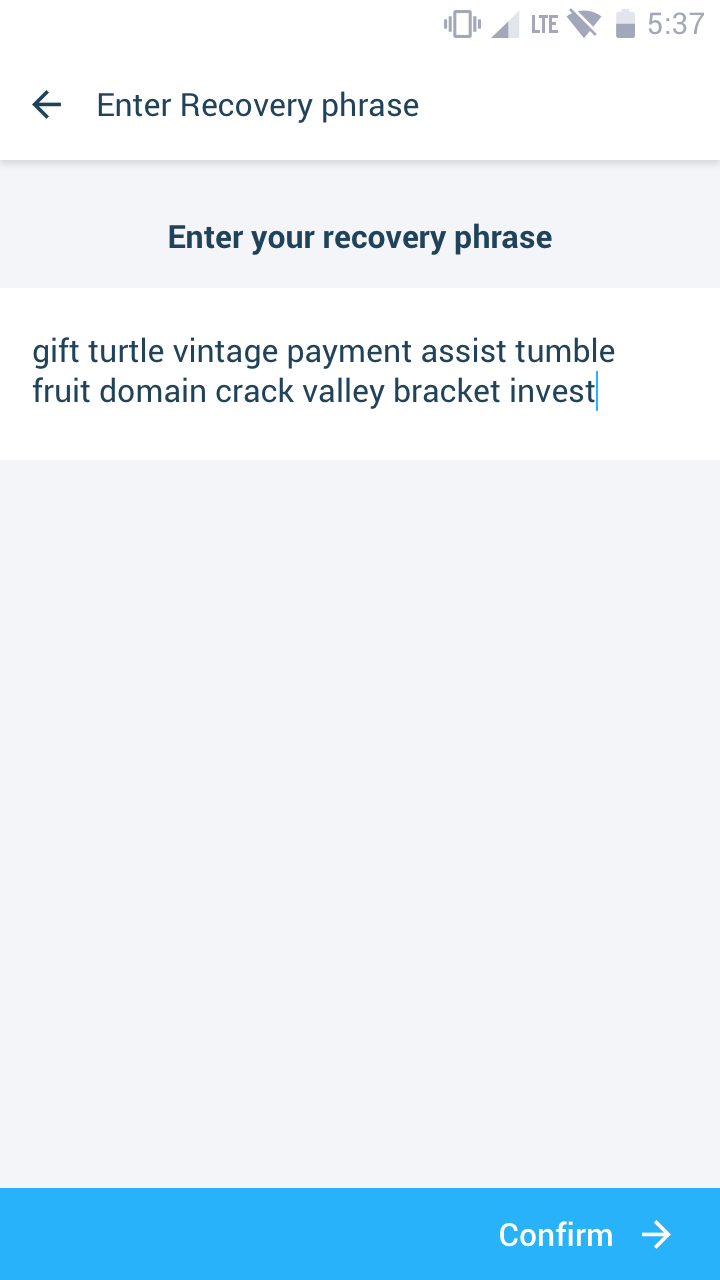 LTE 5:37
Enter Recovery phrase
Enter your recovery phrase
gift turtle vintage payment assist tumble
fruit domain crack valley bracket invest
Confirm